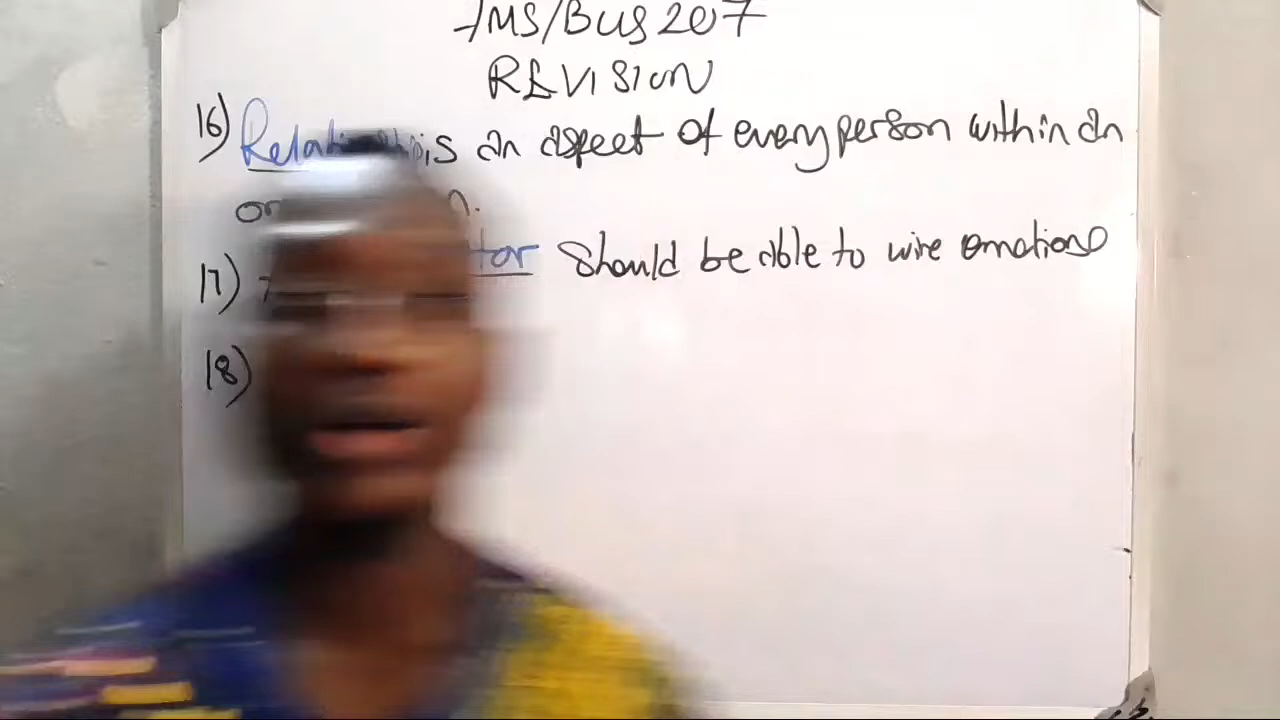 IMS/BUS 207
REVISION
16) is an aspect of every person within an
17) should be able to wire emotions
18)